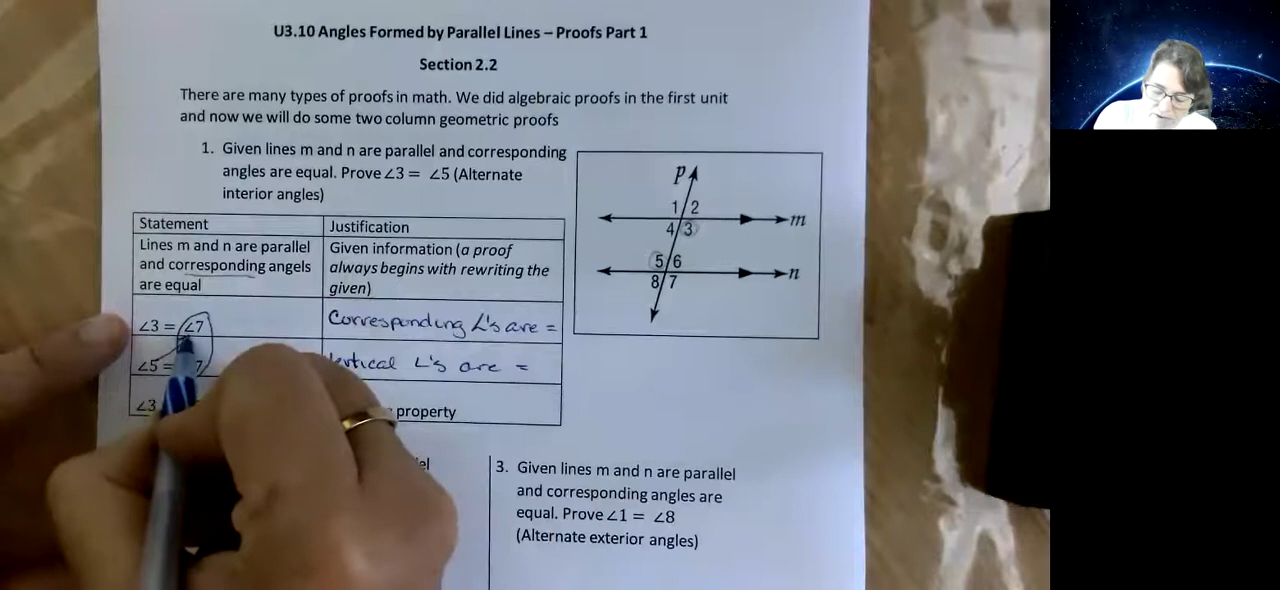 U3.10 Angles Formed by Parallel Lines – Proofs Part 1
Section 2.2
There are many types of proofs in math. We did algebraic proofs in the first unit
and now we will do some two column geometric proofs
1. Given lines m and n are parallel and corresponding
angles are equal. Prove ∠3 = ∠5 (Alternate
interior angles)
Statement
Justification
Lines m and n are parallel
and corresponding angels
are equal
Given information (a proof
always begins with rewriting the
given)
∠3 = ∠7
Corresponding ∠'s are =
∠5 = 7
∠'s are =
∠3
property
P
1 2
m
4 3
5 6
n
8 7
3. Given lines m and n are parallel
and corresponding angles are
equal. Prove ∠1 = ∠8
(Alternate exterior angles)